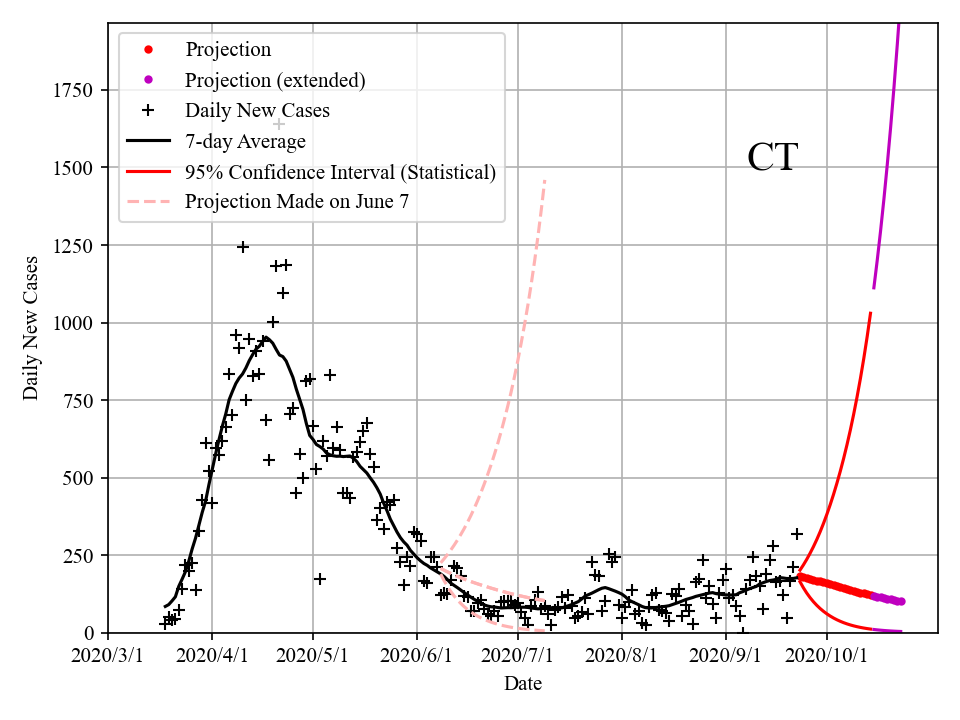 Projection
Projection (extended)
Daily New Cases
7-day Average
95% Confidence Interval (Statistical)
Projection Made on June 7
CT
Daily New Cases
1750
1500
1250
1000
750
500
250
0
2020/3/1
2020/4/1
2020/5/1
2020/6/1
2020/7/1
2020/8/1
2020/9/1
2020/10/1
Date